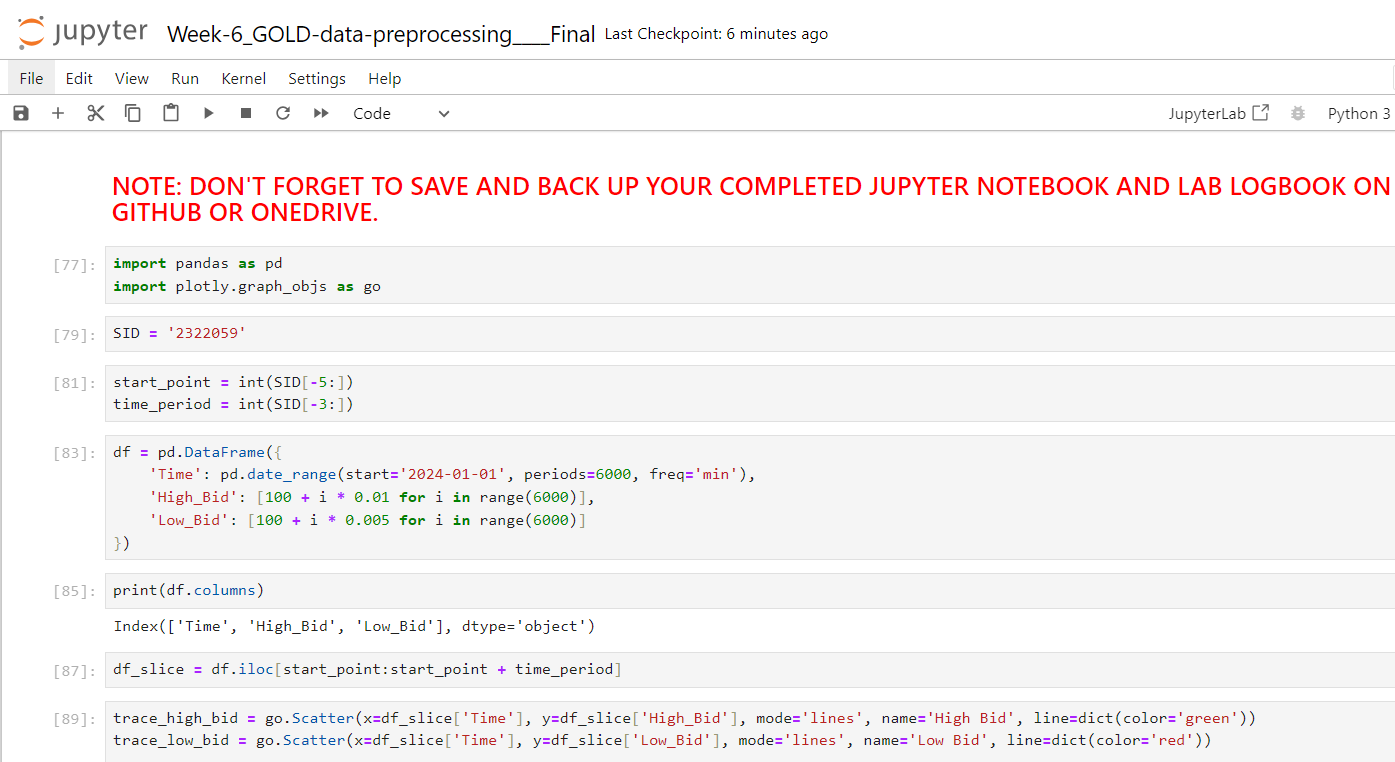 jupyter Week-6_GOLD-data-preprocessing____Final Last Checkpoint: 6 minutes ago
File Edit View Run Kernel Settings Help
Code JupyterLab Python 3
NOTE: DON'T FORGET TO SAVE AND BACK UP YOUR COMPLETED JUPYTER NOTEBOOK AND LAB LOGBOOK ON
GITHUB OR ONEDRIVE.
[77]: import pandas as pd
import plotly.graph_objs as go
[79]: SID = '2322059'
[81]: start_point = int(SID[-5:])
time_period = int(SID[-3:])
[83]: df = pd.DataFrame({
    'Time': pd.date_range(start='2024-01-01', periods=6000, freq='min'),
    'High_Bid': [100 + i * 0.01 for i in range(6000)],
    'Low_Bid': [100 + i * 0.005 for i in range(6000)]
})
[85]: print(df.columns)
Index(['Time', 'High_Bid', 'Low_Bid'], dtype='object')
[87]: df_slice = df.iloc[start_point:start_point + time_period]
[89]: trace_high_bid = go.Scatter(x=df_slice['Time'], y=df_slice['High_Bid'], mode='lines', name='High Bid', line=dict(color='green'))
trace_low_bid = go.Scatter(x=df_slice['Time'], y=df_slice['Low_Bid'], mode='lines', name='Low Bid', line=dict(color='red'))